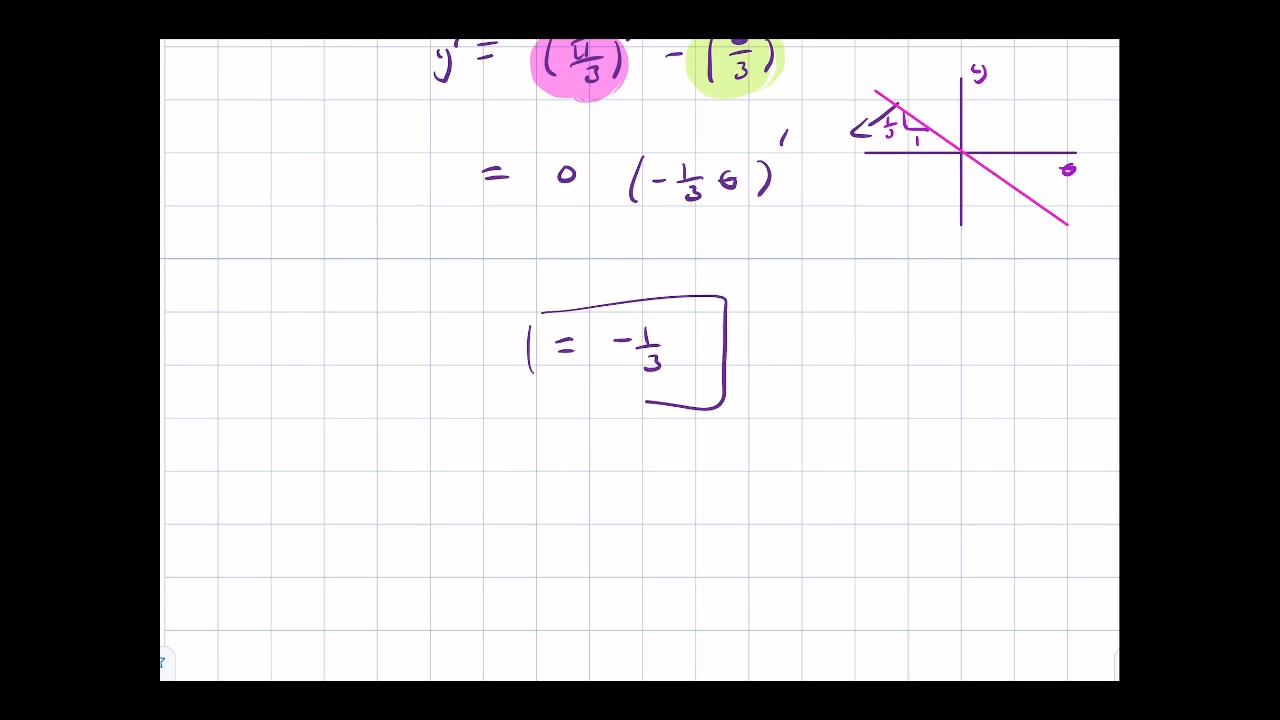 y' = (π/3)' - (θ/3)
y
= 0 (-1/3 θ)'
1/3
1
θ
= -1/3